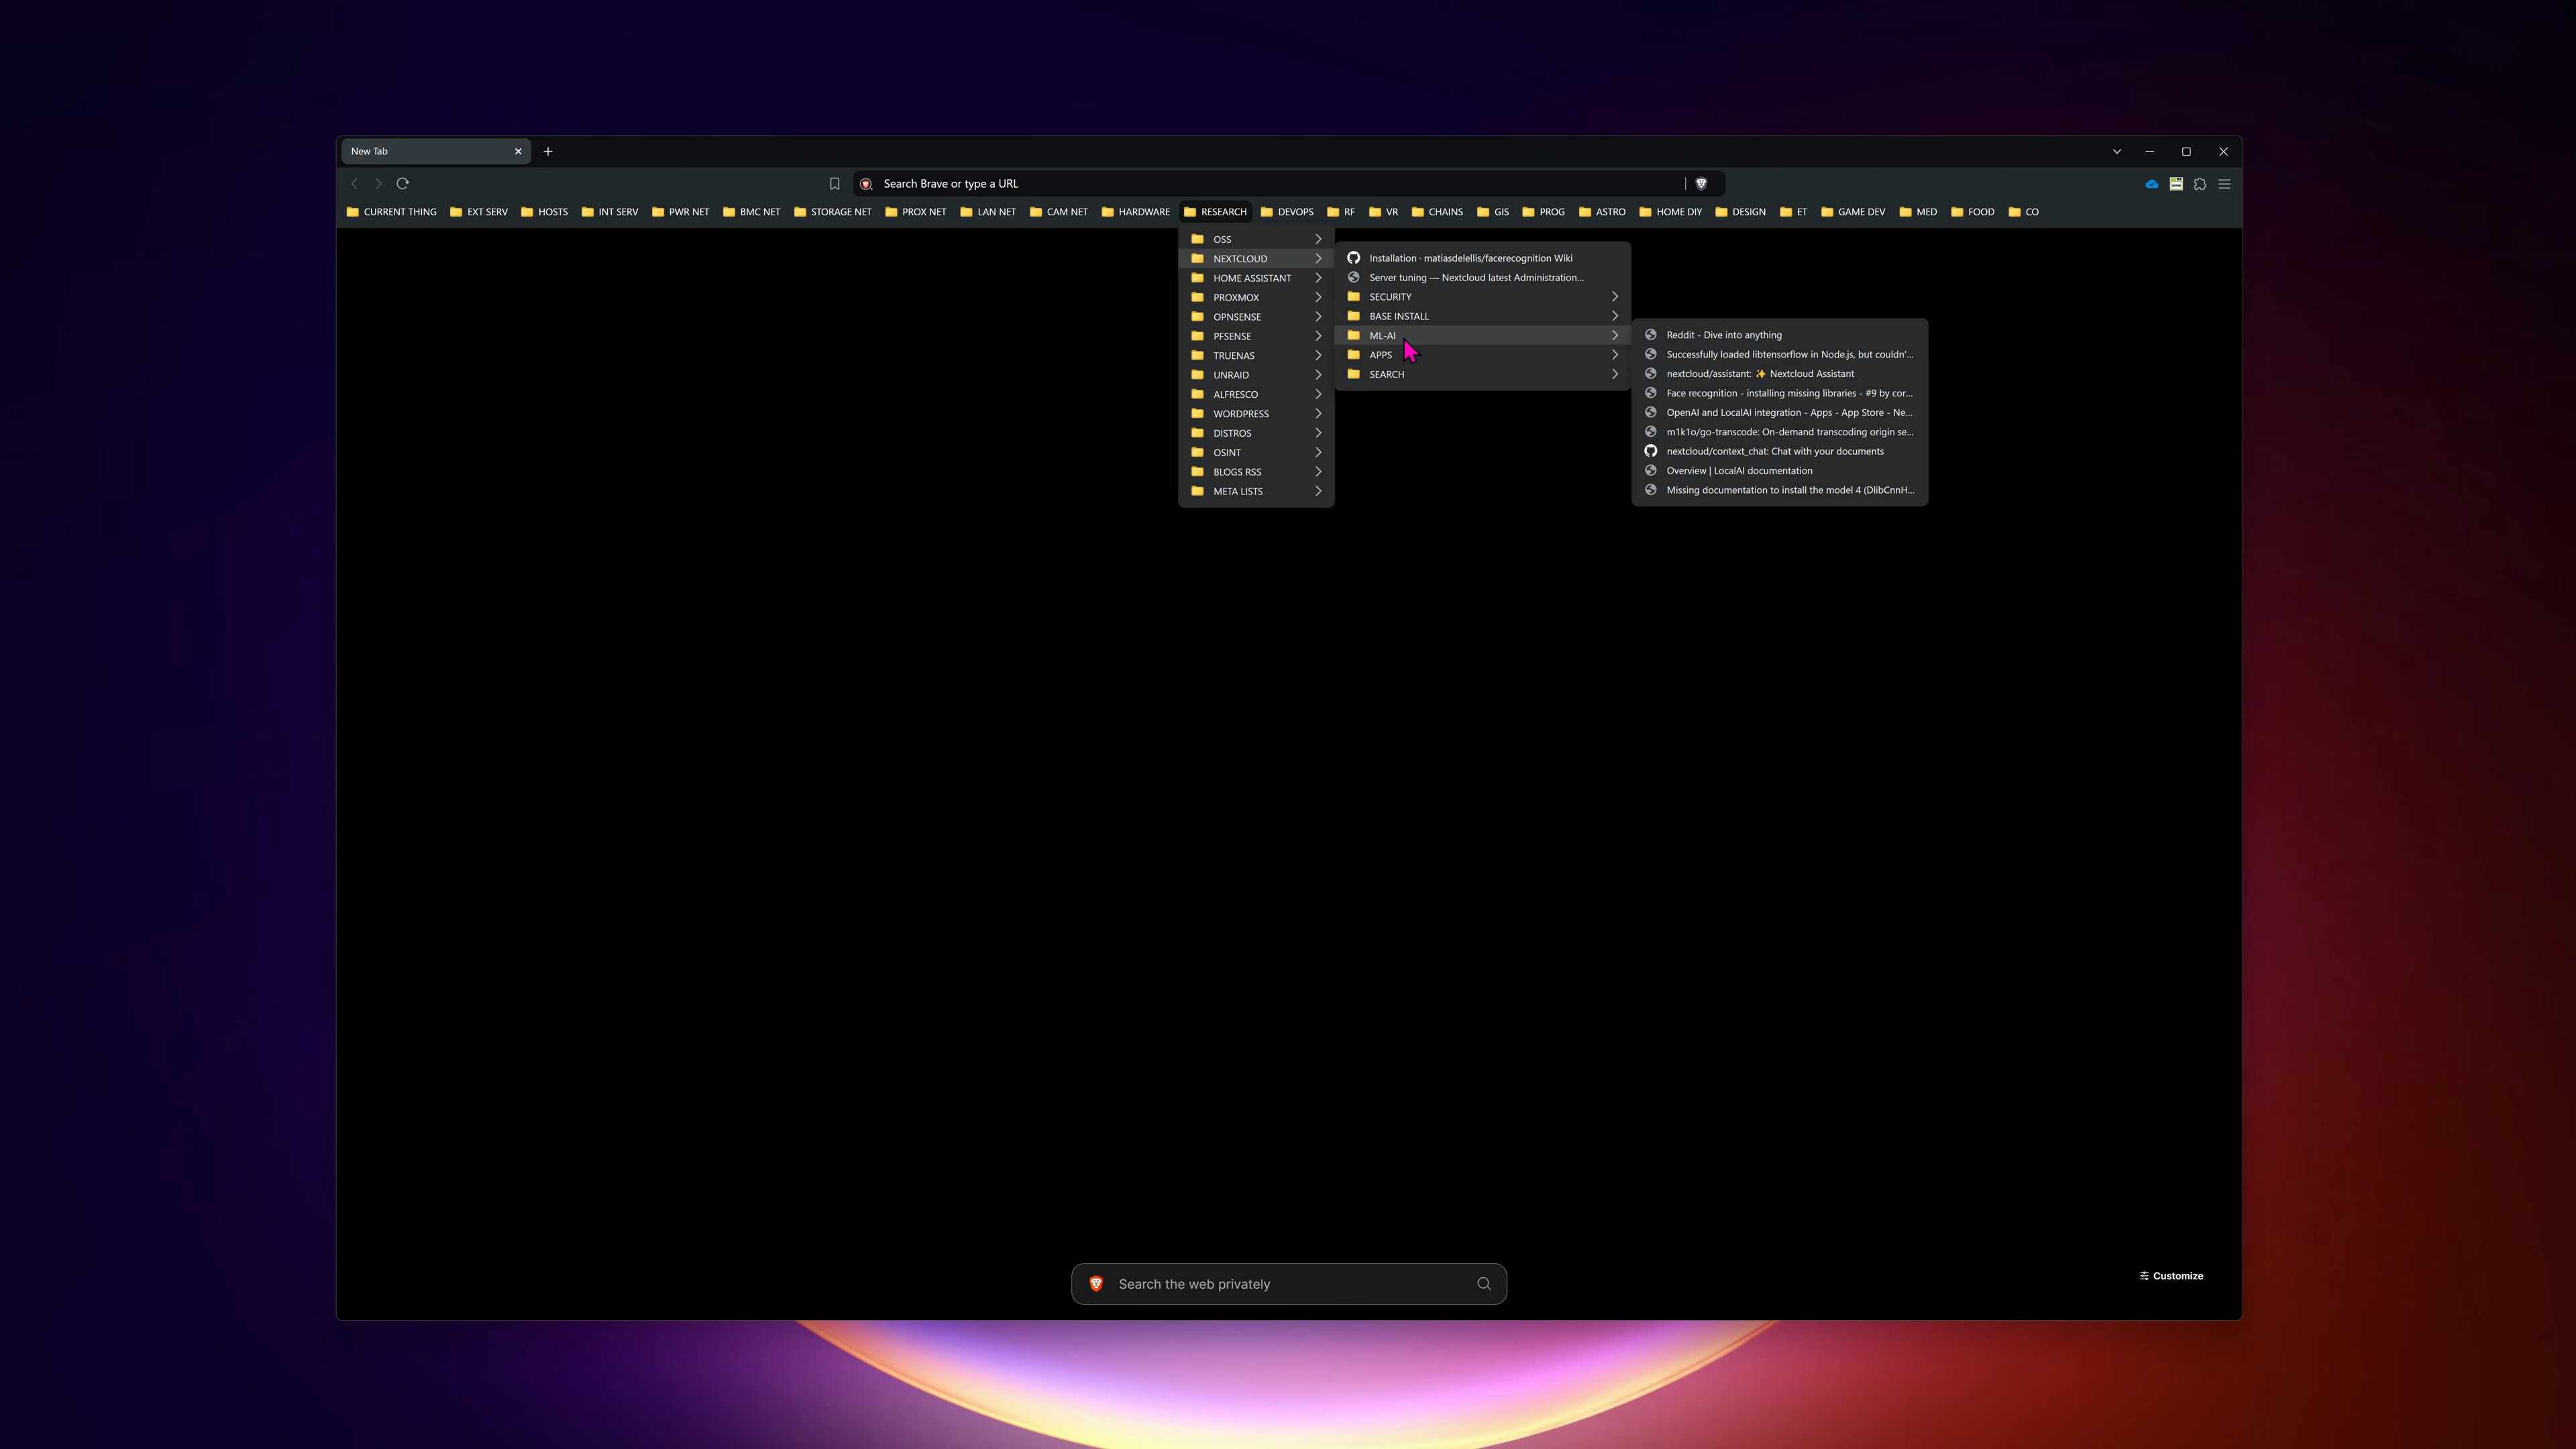 New Tab
Search Brave or type a URL
CURRENT THING EXT SERV HOSTS INT SERV PWR NET BMC NET STORAGE NET PROX NET LAN NET CAM NET HARDWARE RESEARCH DEVOPS RF VR CHAINS GIS PROG ASTRO HOME DIY DESIGN ET GAME DEV MED FOOD CO
OSS
NEXTCLOUD
HOME ASSISTANT
PROXMOX
OPNSENSE
PFSENSE
TRUENAS
UNRAID
ALFRESCO
WORDPRESS
DISTROS
OSINT
BLOGS RSS
META LISTS
Installation · matiasdelellis/facerecognition Wiki
Server tuning — Nextcloud latest Administration...
SECURITY
BASE INSTALL
ML-AI
APPS
SEARCH
Reddit - Dive into anything
Successfully loaded libtensorflow in Node.js, but couldn'...
nextcloud/assistant: ✨ Nextcloud Assistant
Face recognition - installing missing libraries - #9 by cor...
OpenAI and LocalAI integration - Apps - App Store - Ne...
m1k1o/go-transcode: On-demand transcoding origin se...
nextcloud/context_chat: Chat with your documents
Overview | LocalAI documentation
Missing documentation to install the model 4 (DlibCnnH...
Search the web privately
Customize